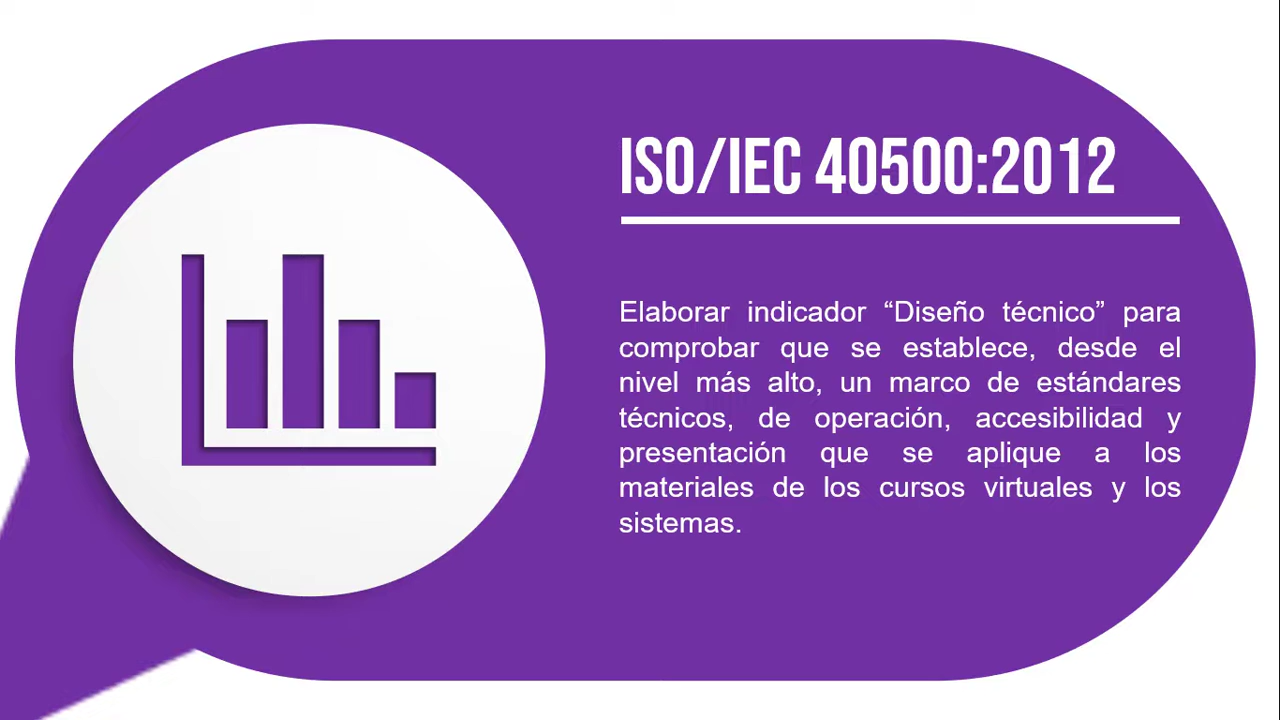 ISO/IEC 40500:2012
Elaborar indicador “Diseño técnico” para
comprobar que se establece, desde el
nivel más alto, un marco de estándares
técnicos, de operación, accesibilidad y
presentación que se aplique a los
materiales de los cursos virtuales y los
sistemas.